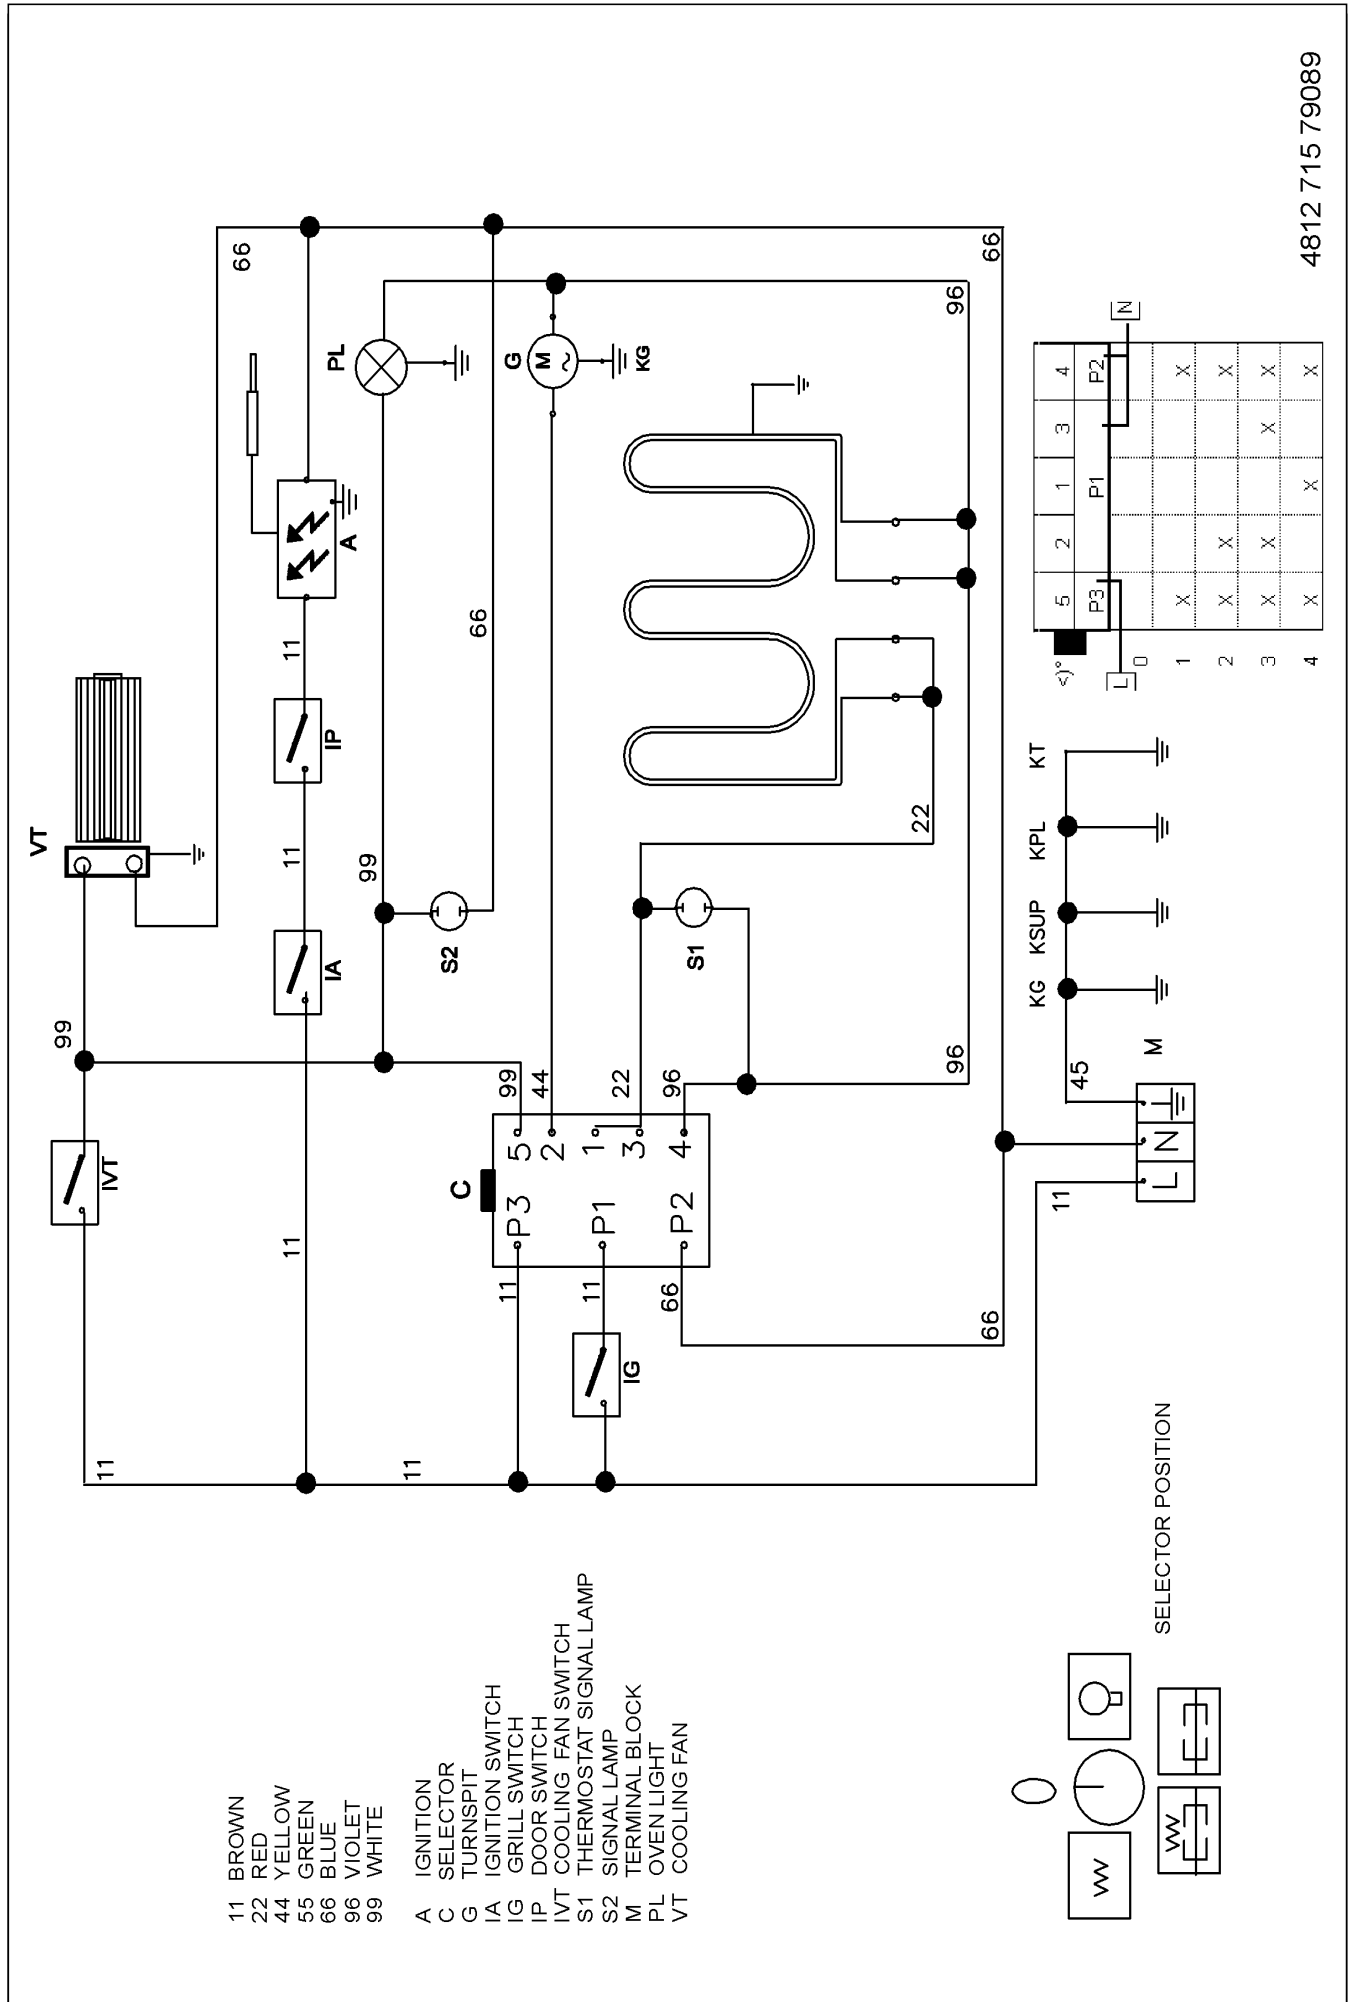 11 BROWN
22 RED
44 YELLOW
55 GREEN
66 BLUE
96 VIOLET
99 WHITE
A IGNITION
C SELECTOR
G TURNSPIT
IA IGNITION SWITCH
IG GRILL SWITCH
IP DOOR SWITCH
IVT COOLING FAN SWITCH
S1 THERMOSTAT SIGNAL LAMP
S2 SIGNAL LAMP
M TERMINAL BLOCK
PL OVEN LIGHT
VT COOLING FAN
SELECTOR POSITION
11
IVT
99
VT
66
11
IA
11
IP
11
A
11
99
PL
S2
66
G
M
KG
C
11
P3
5
99
2
44
IG
11
P1
1
3
22
66
P2
4
96
S1
22
96
96
66
66
11
L N
M
45
KG KSUP KPL KT
<)°
5 2 1 3 4
P3 P1 P2
L
N
0
1 X X
2 X X X
3 X X X X
4 X X X
4812 715 79089